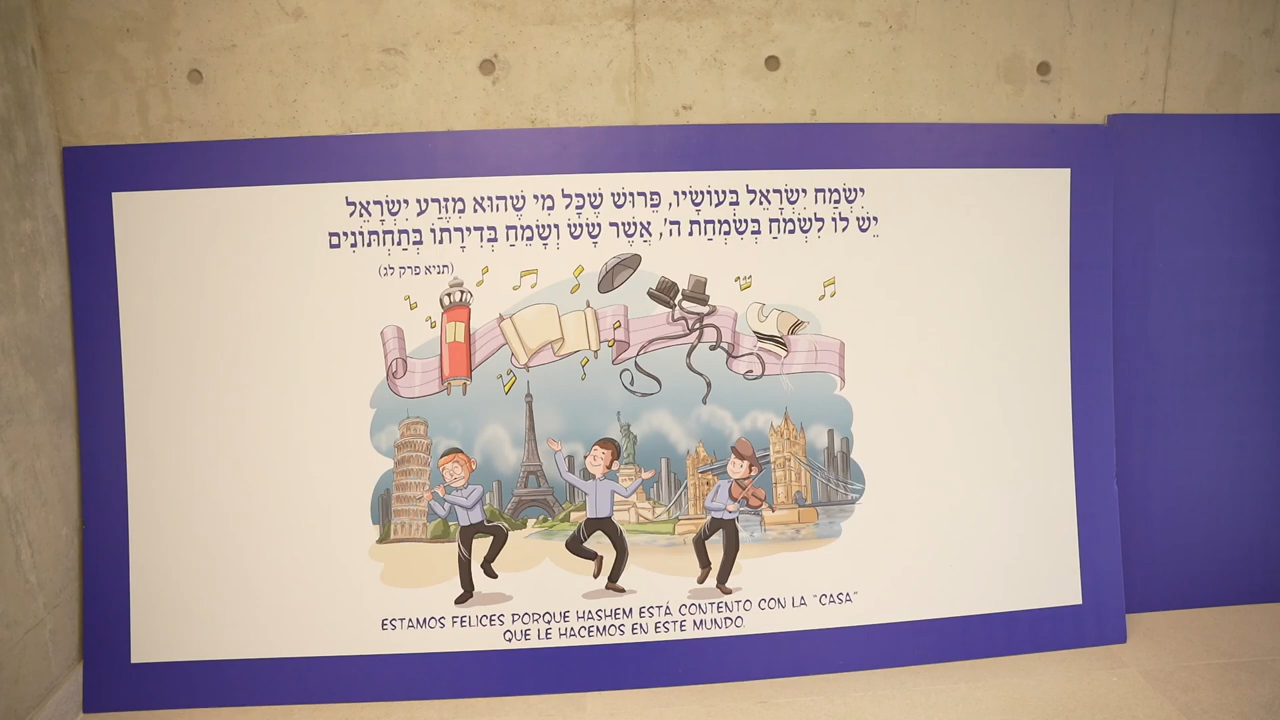 יִשְׂמַח יִשְׂרָאֵל בְּעוֹשָׂיו, פֵּרוּשׁ שֶׁכָּל מִי שֶׁהוּא מִזֶּרַע יִשְׂרָאֵל
יֵשׁ לוֹ לִשְׂמֹחַ בְּשִׂמְחַת ה', אֲשֶׁר שָׂשׂ וְשָׂמֵחַ בְּדִירָתוֹ בְּתַחְתּוֹנִים
(תניא פרק לג)
ESTAMOS FELICES PORQUE HASHEM ESTÁ CONTENTO CON LA "CASA"
QUE LE HACEMOS EN ESTE MUNDO.